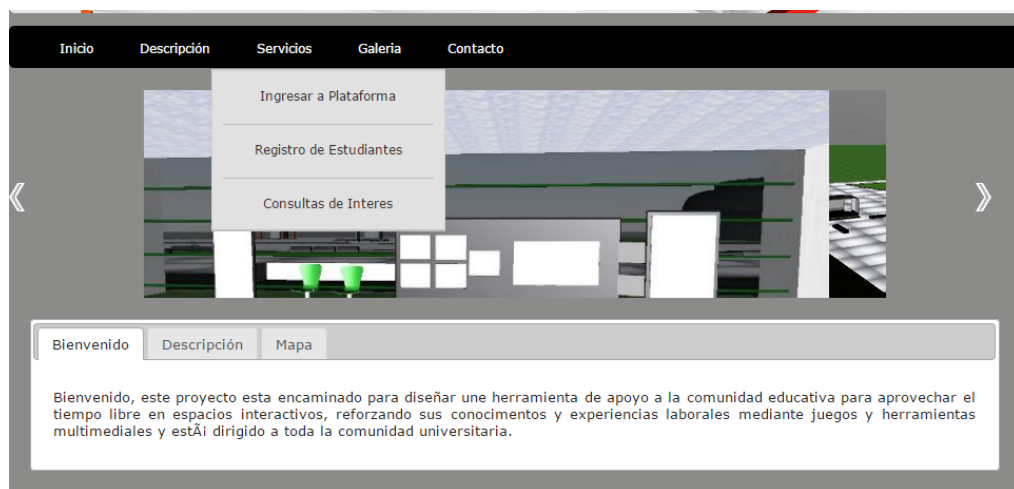 Inicio Descripción Servicios Galeria Contacto
Ingresar a Plataforma
Registro de Estudiantes
Consultas de Interes
Bienvenido Descripción Mapa
Bienvenido, este proyecto esta encaminado para diseñar une herramienta de apoyo a la comunidad educativa para aprovechar el
tiempo libre en espacios interactivos, reforzando sus conocimentos y experiencias laborales mediante juegos y herramientas
multimediales y estÃ¡ dirigido a toda la comunidad universitaria.